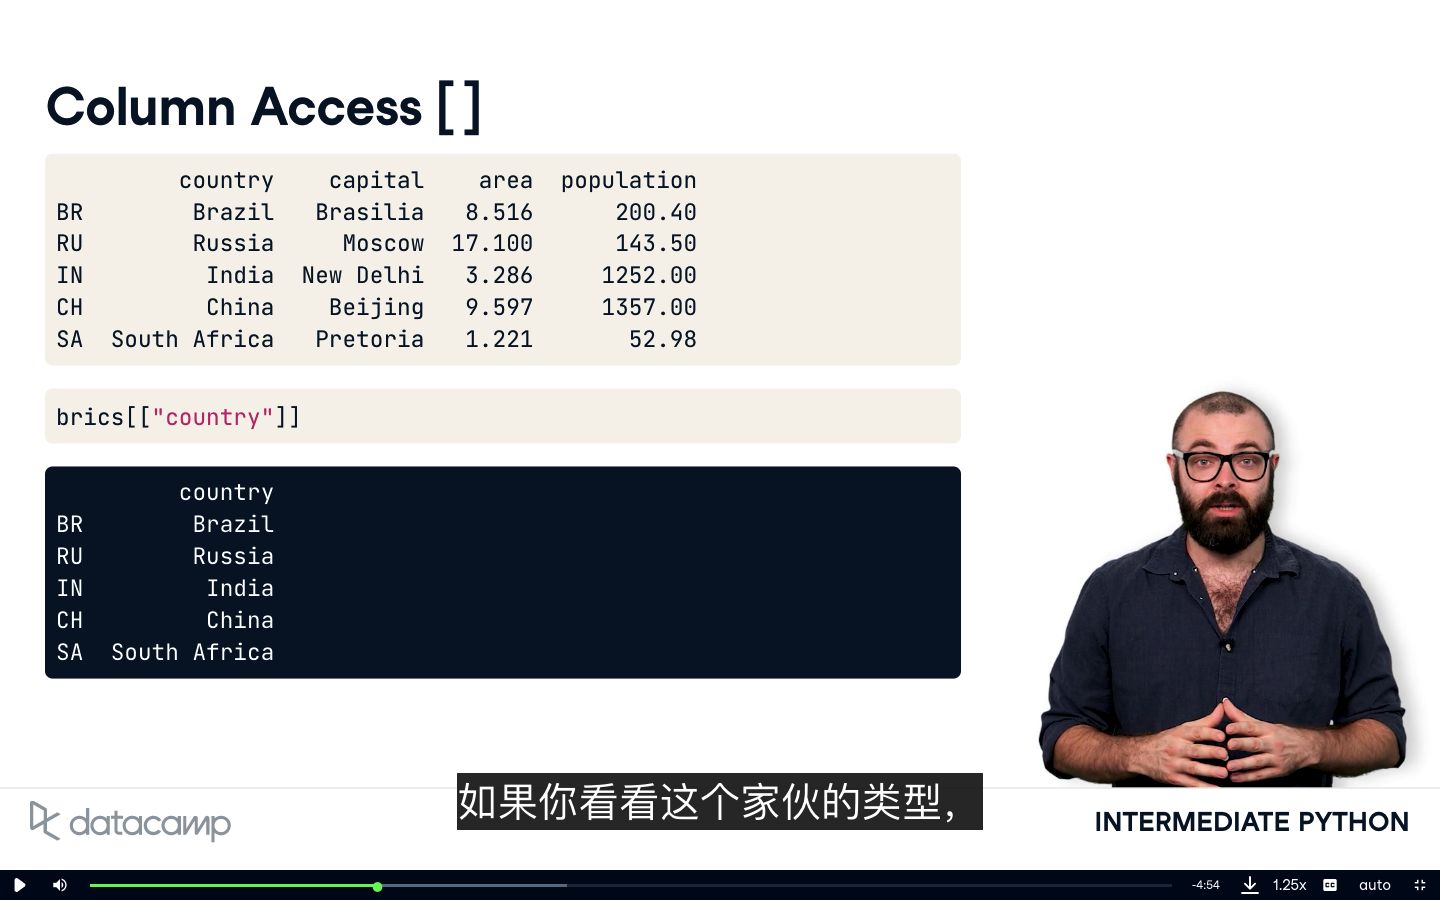 Column Access []
country capital area population
BR Brazil Brasilia 8.516 200.40
RU Russia Moscow 17.100 143.50
IN India New Delhi 3.286 1252.00
CH China Beijing 9.597 1357.00
SA South Africa Pretoria 1.221 52.98
brics[["country"]]
country
BR Brazil
RU Russia
IN India
CH China
SA South Africa
如果你看看这个家伙的类型，
datacamp
INTERMEDIATE PYTHON
-4:54
1.25x
CC
auto